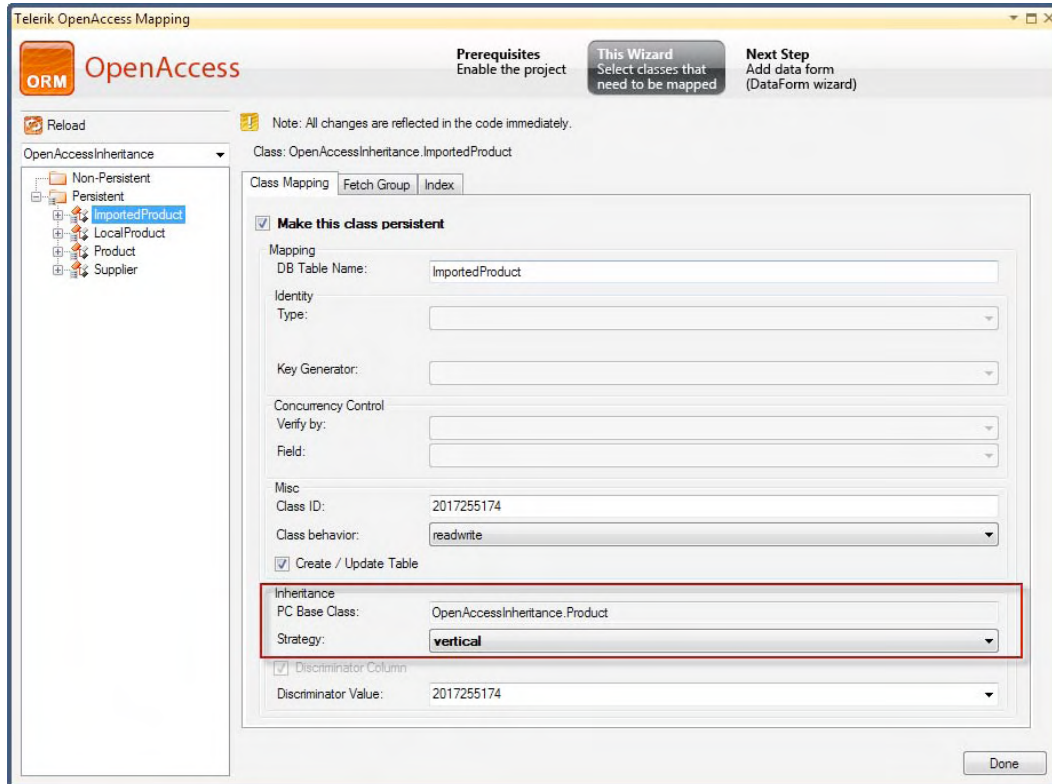 Telerik OpenAccess Mapping
ORM
OpenAccess
Prerequisites
Enable the project
This Wizard
Select classes that
need to be mapped
Next Step
Add data form
(DataForm wizard)
Reload
OpenAccessInheritance
Non-Persistent
Persistent
ImportedProduct
LocalProduct
Product
Supplier
Note: All changes are reflected in the code immediately.
Class: OpenAccessInheritance.ImportedProduct
Class Mapping Fetch Group Index
Make this class persistent
Mapping
DB Table Name: ImportedProduct
Identity
Type:
Key Generator:
Concurrency Control
Verify by:
Field:
Misc
Class ID: 2017255174
Class behavior: readwrite
Create / Update Table
Inheritance
PC Base Class: OpenAccessInheritance.Product
Strategy: vertical
Discriminator Column
Discriminator Value: 2017255174
Done